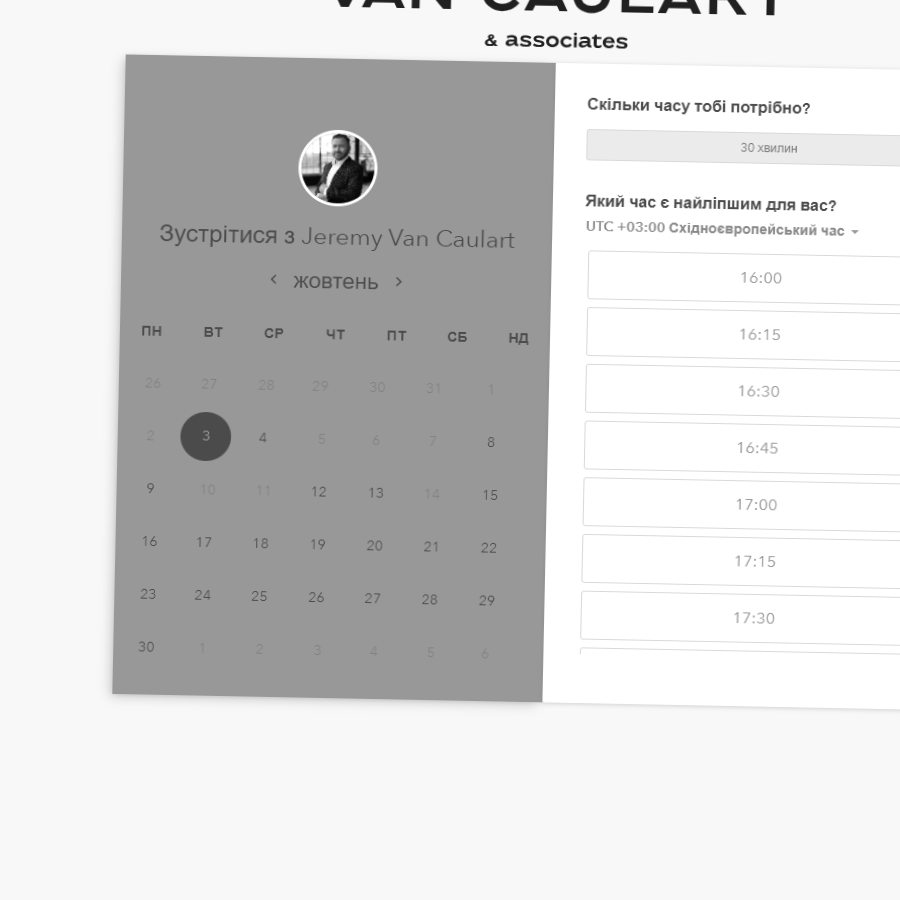 VAN CAULART
& associates
Зустрітися з Jeremy Van Caulart
жовтень
ПН ВТ СР ЧТ ПТ СБ НД
26 27 28 29 30 31 1
2 3 4 5 6 7 8
9 10 11 12 13 14 15
16 17 18 19 20 21 22
23 24 25 26 27 28 29
30 1 2 3 4 5 6
Скільки часу тобі потрібно?
30 хвилин
Який час є найліпшим для вас?
UTC +03:00 Східноєвропейський час
16:00
16:15
16:30
16:45
17:00
17:15
17:30